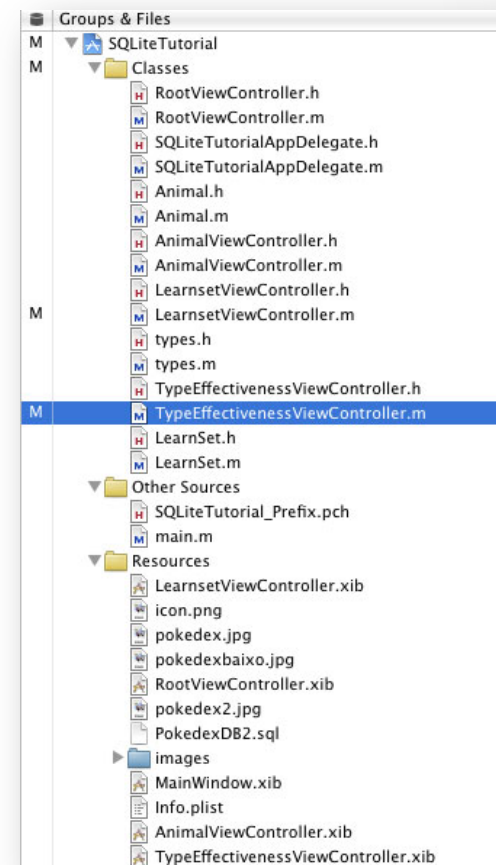 Groups & Files
M SQLiteTutorial
M Classes
RootViewController.h
RootViewController.m
SQLiteTutorialAppDelegate.h
SQLiteTutorialAppDelegate.m
Animal.h
Animal.m
AnimalViewController.h
AnimalViewController.m
LearnsetViewController.h
M LearnsetViewController.m
types.h
types.m
TypeEffectivenessViewController.h
M TypeEffectivenessViewController.m
LearnSet.h
LearnSet.m
Other Sources
SQLiteTutorial_Prefix.pch
main.m
Resources
LearnsetViewController.xib
icon.png
pokedex.jpg
pokedexbaixo.jpg
RootViewController.xib
pokedex2.jpg
PokedexDB2.sql
images
MainWindow.xib
Info.plist
AnimalViewController.xib
TypeEffectivenessViewController.xib